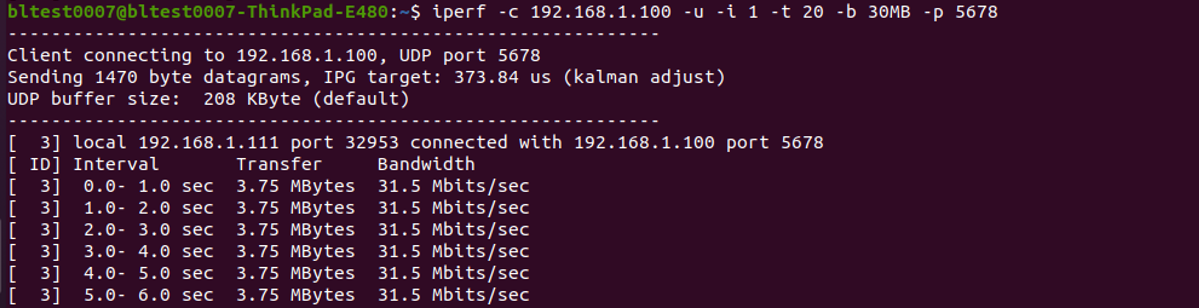 bltest0007@bltest0007-ThinkPad-E480:~$ iperf -c 192.168.1.100 -u -i 1 -t 20 -b 30MB -p 5678
------------------------------------------------------------
Client connecting to 192.168.1.100, UDP port 5678
Sending 1470 byte datagrams, IPG target: 373.84 us (kalman adjust)
UDP buffer size:  208 KByte (default)
------------------------------------------------------------
[  3] local 192.168.1.111 port 32953 connected with 192.168.1.100 port 5678
[ ID] Interval       Transfer     Bandwidth
[  3]  0.0- 1.0 sec  3.75 MBytes  31.5 Mbits/sec
[  3]  1.0- 2.0 sec  3.75 MBytes  31.5 Mbits/sec
[  3]  2.0- 3.0 sec  3.75 MBytes  31.5 Mbits/sec
[  3]  3.0- 4.0 sec  3.75 MBytes  31.5 Mbits/sec
[  3]  4.0- 5.0 sec  3.75 MBytes  31.5 Mbits/sec
[  3]  5.0- 6.0 sec  3.75 MBytes  31.5 Mbits/sec